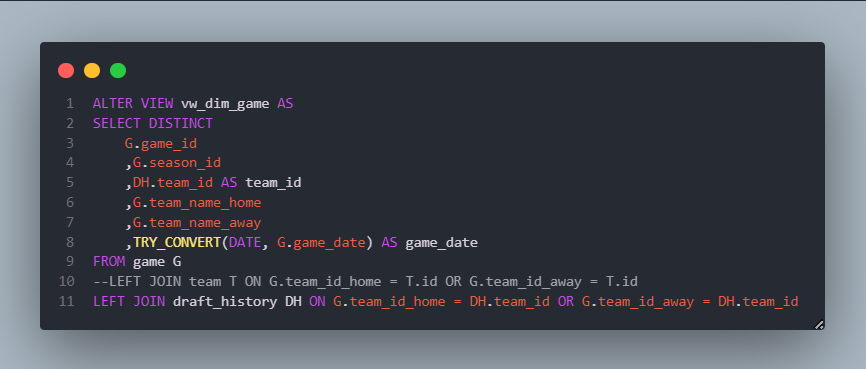 1 ALTER VIEW vw_dim_game AS
2 SELECT DISTINCT
3     G.game_id
4     ,G.season_id
5     ,DH.team_id AS team_id
6     ,G.team_name_home
7     ,G.team_name_away
8     ,TRY_CONVERT(DATE, G.game_date) AS game_date
9 FROM game G
10 --LEFT JOIN team T ON G.team_id_home = T.id OR G.team_id_away = T.id
11 LEFT JOIN draft_history DH ON G.team_id_home = DH.team_id OR G.team_id_away = DH.team_id